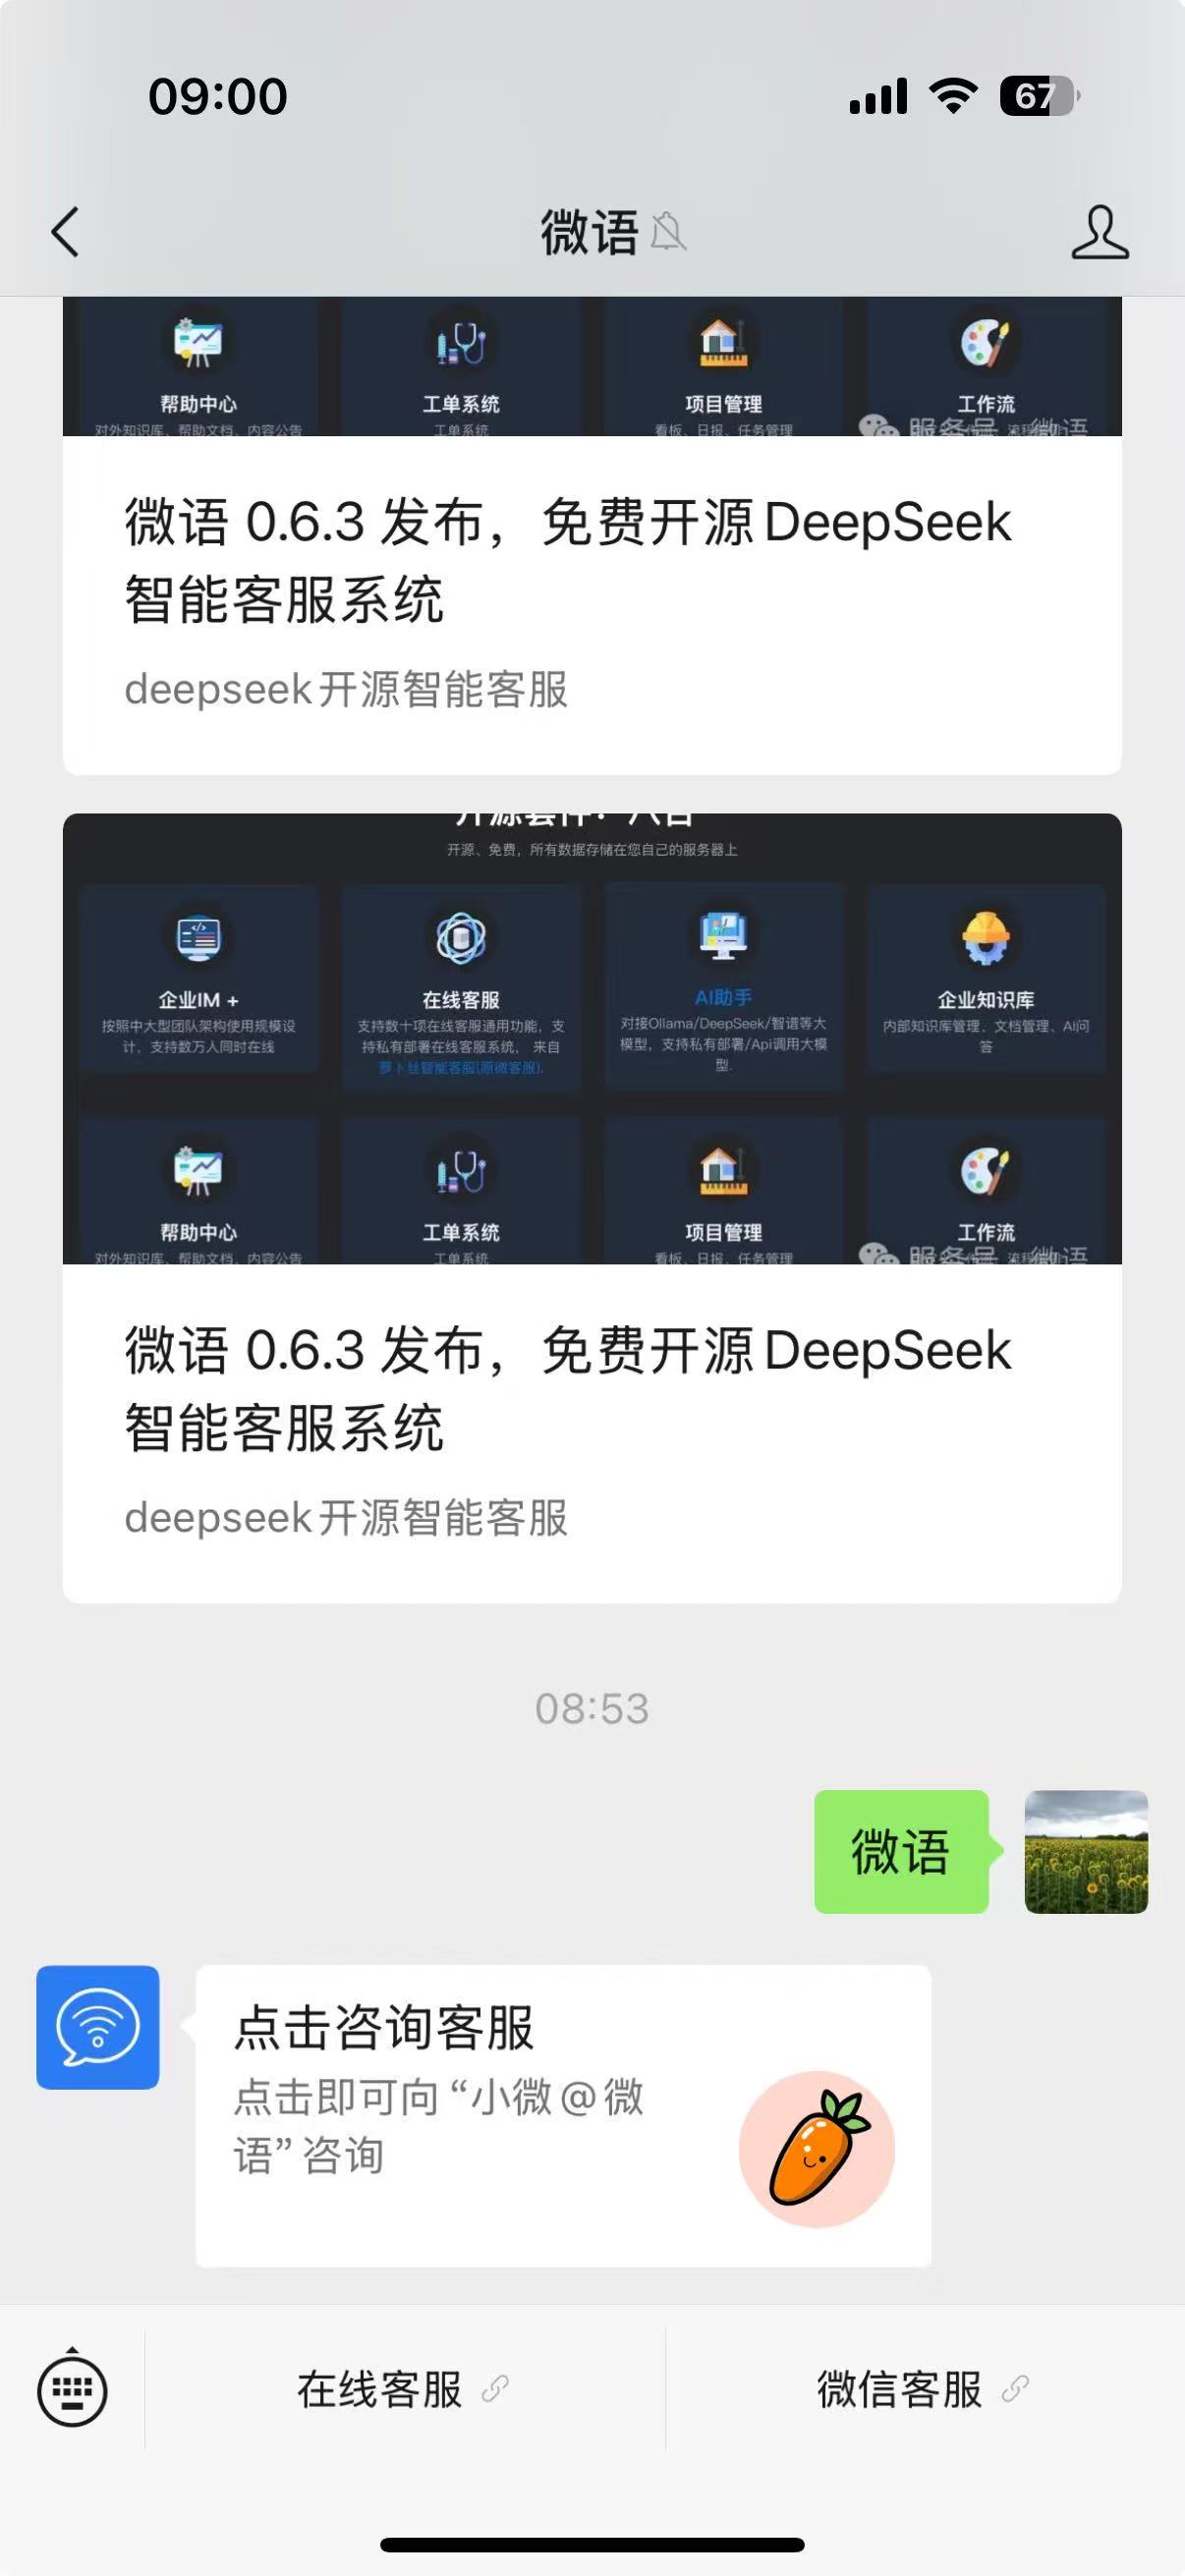 09:00
67
微语
帮助中心
工单系统
项目管理
工作流
对外知识库、帮助文档、内容公告
工单系统
看板、日报、任务管理
服务号 · 微语
微语 0.6.3 发布，免费开源DeepSeek
智能客服系统
deepseek开源智能客服
开源、免费，所有数据存储在您自己的服务器上
企业IM +
按照中大型团队架构使用规模设
计，支持数万人同时在线
在线客服
支持数十项在线客服通用功能，支
持私有部署在线客服系统， 来自
萝卜丝智能客服(原微客服).
AI助手
对接Ollama/DeepSeek/智谱等大
模型，支持私有部署/Api调用大模
型.
企业知识库
内部知识库管理、文档管理、AI问
答
帮助中心
工单系统
项目管理
工作流
对外知识库、帮助文档、内容公告
工单系统
看板、日报、任务管理
服务号 · 微语
微语 0.6.3 发布，免费开源DeepSeek
智能客服系统
deepseek开源智能客服
08:53
微语
点击咨询客服
点击即可向“小微@微
语”咨询
在线客服
微信客服